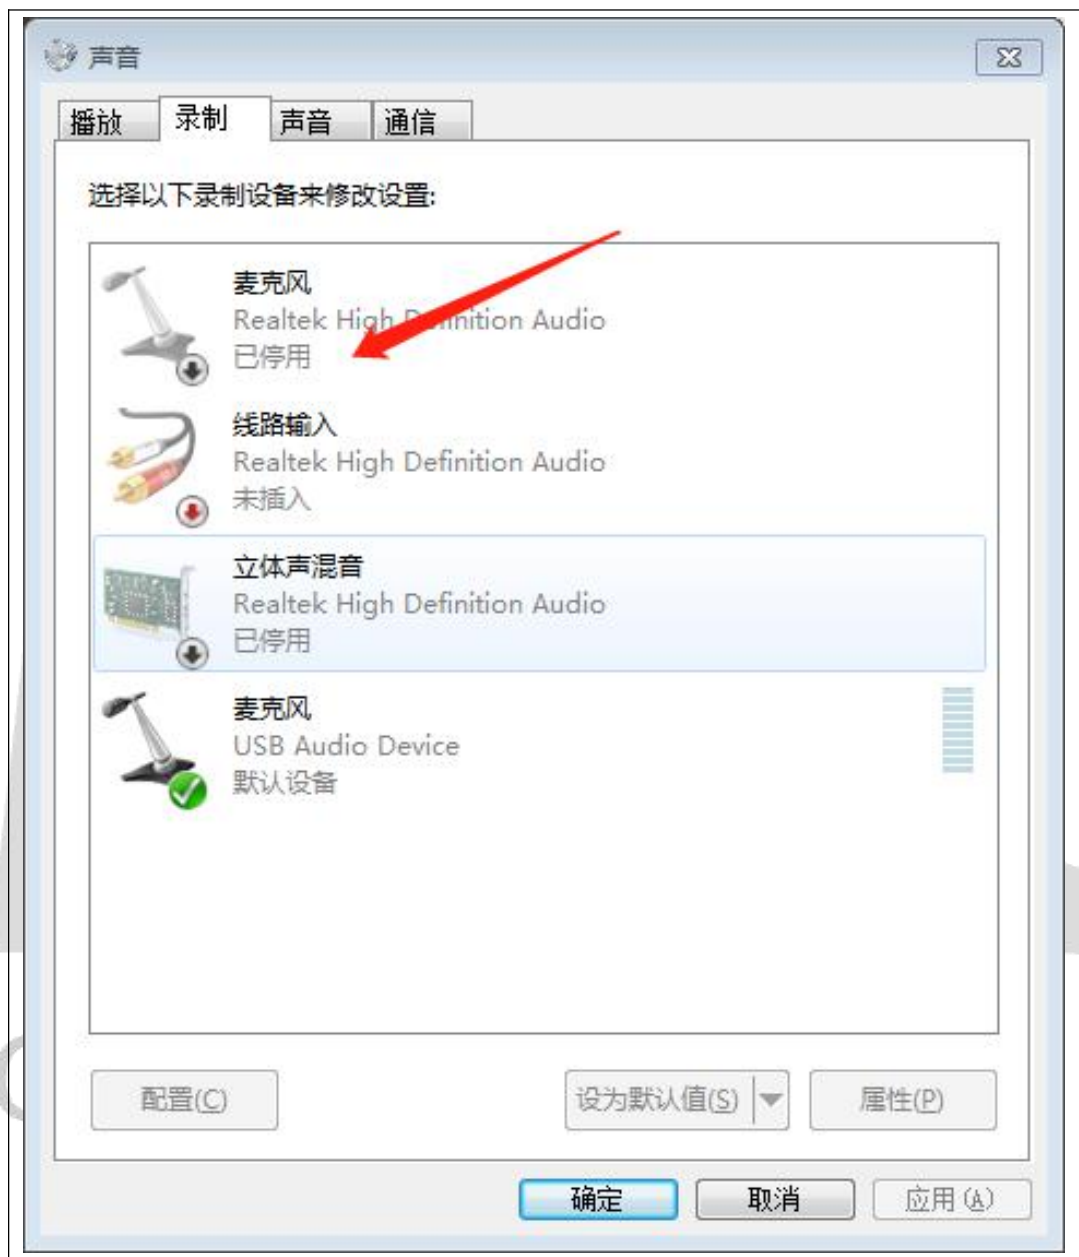 声音
播放 录制 声音 通信
选择以下录制设备来修改设置:
麦克风
Realtek High Definition Audio
已停用
线路输入
Realtek High Definition Audio
未插入
立体声混音
Realtek High Definition Audio
已停用
麦克风
USB Audio Device
默认设备
配置(C) 设为默认值(S) 属性(P)
确定 取消 应用(A)